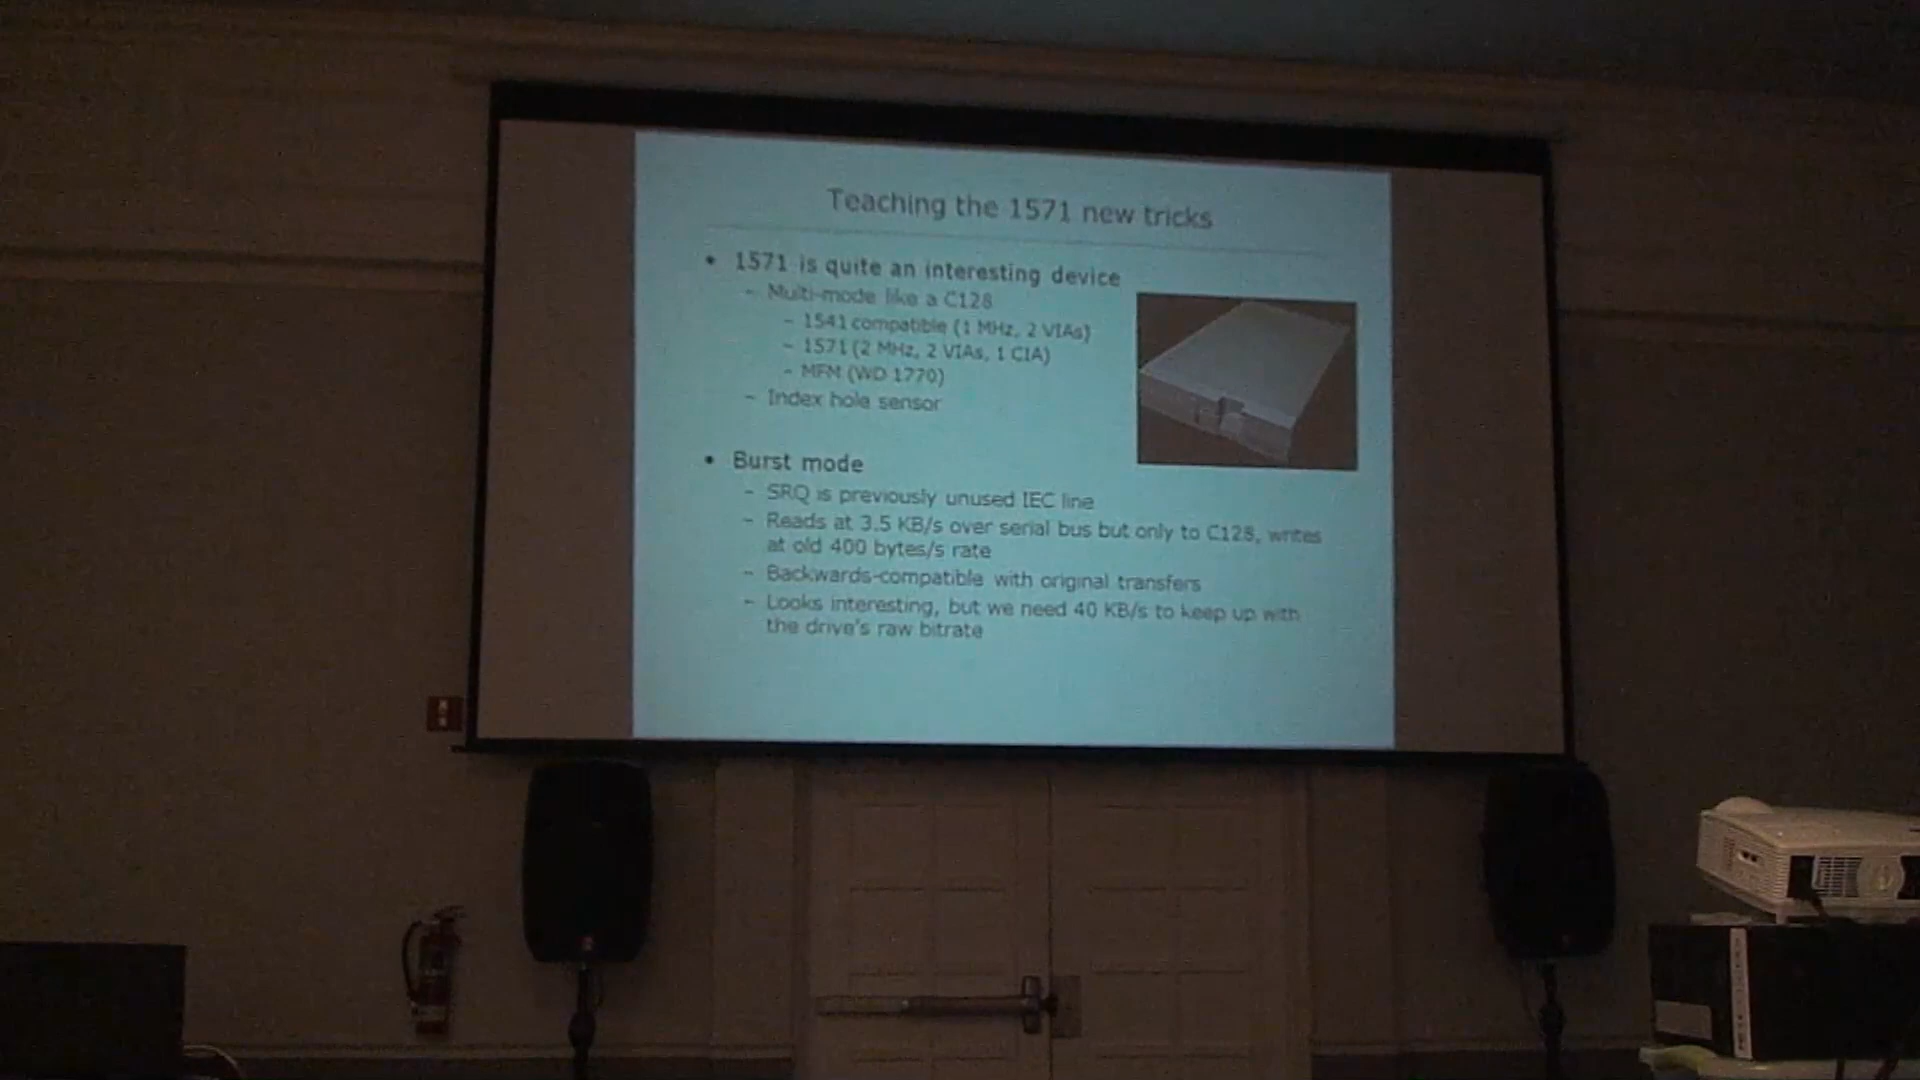 Teaching the 1571 new tricks
• 1571 is quite an interesting device
– Multi-mode like a C128
– 1541 compatible (1 MHz, 2 VIAs)
– 1571 (2 MHz, 2 VIAs, 1 CIA)
– MFM (WD 1770)
– Index hole sensor
• Burst mode
– SRQ is previously unused IEC line
– Reads at 3.5 KB/s over serial bus but only to C128, writes
at old 400 bytes/s rate
– Backwards-compatible with original transfers
– Looks interesting, but we need 40 KB/s to keep up with
the drive's raw bitrate